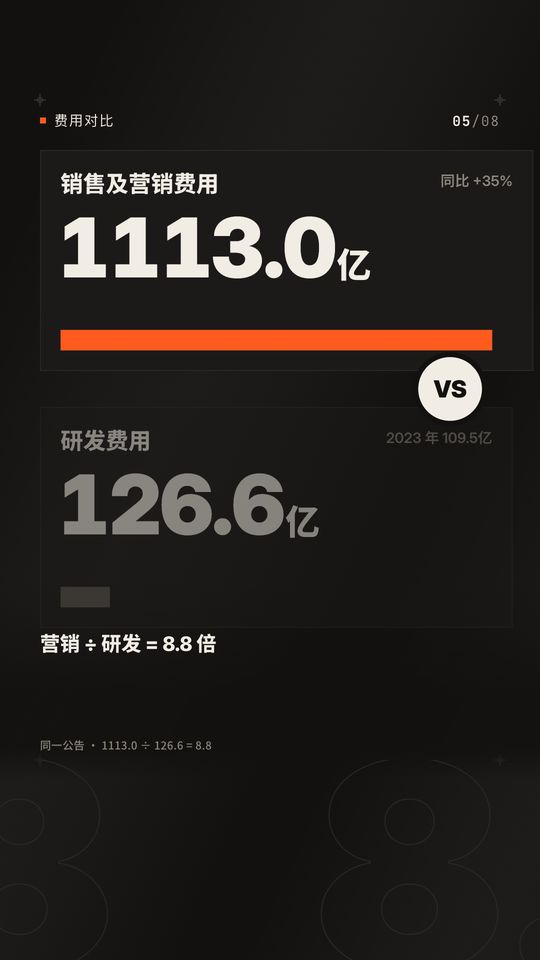 费用对比
05/08
销售及营销费用
同比 +35%
1113.0亿
VS
研发费用
2023 年 109.5亿
126.6亿
营销 ÷ 研发 = 8.8 倍
同一公告 · 1113.0 ÷ 126.6 = 8.8
8 8